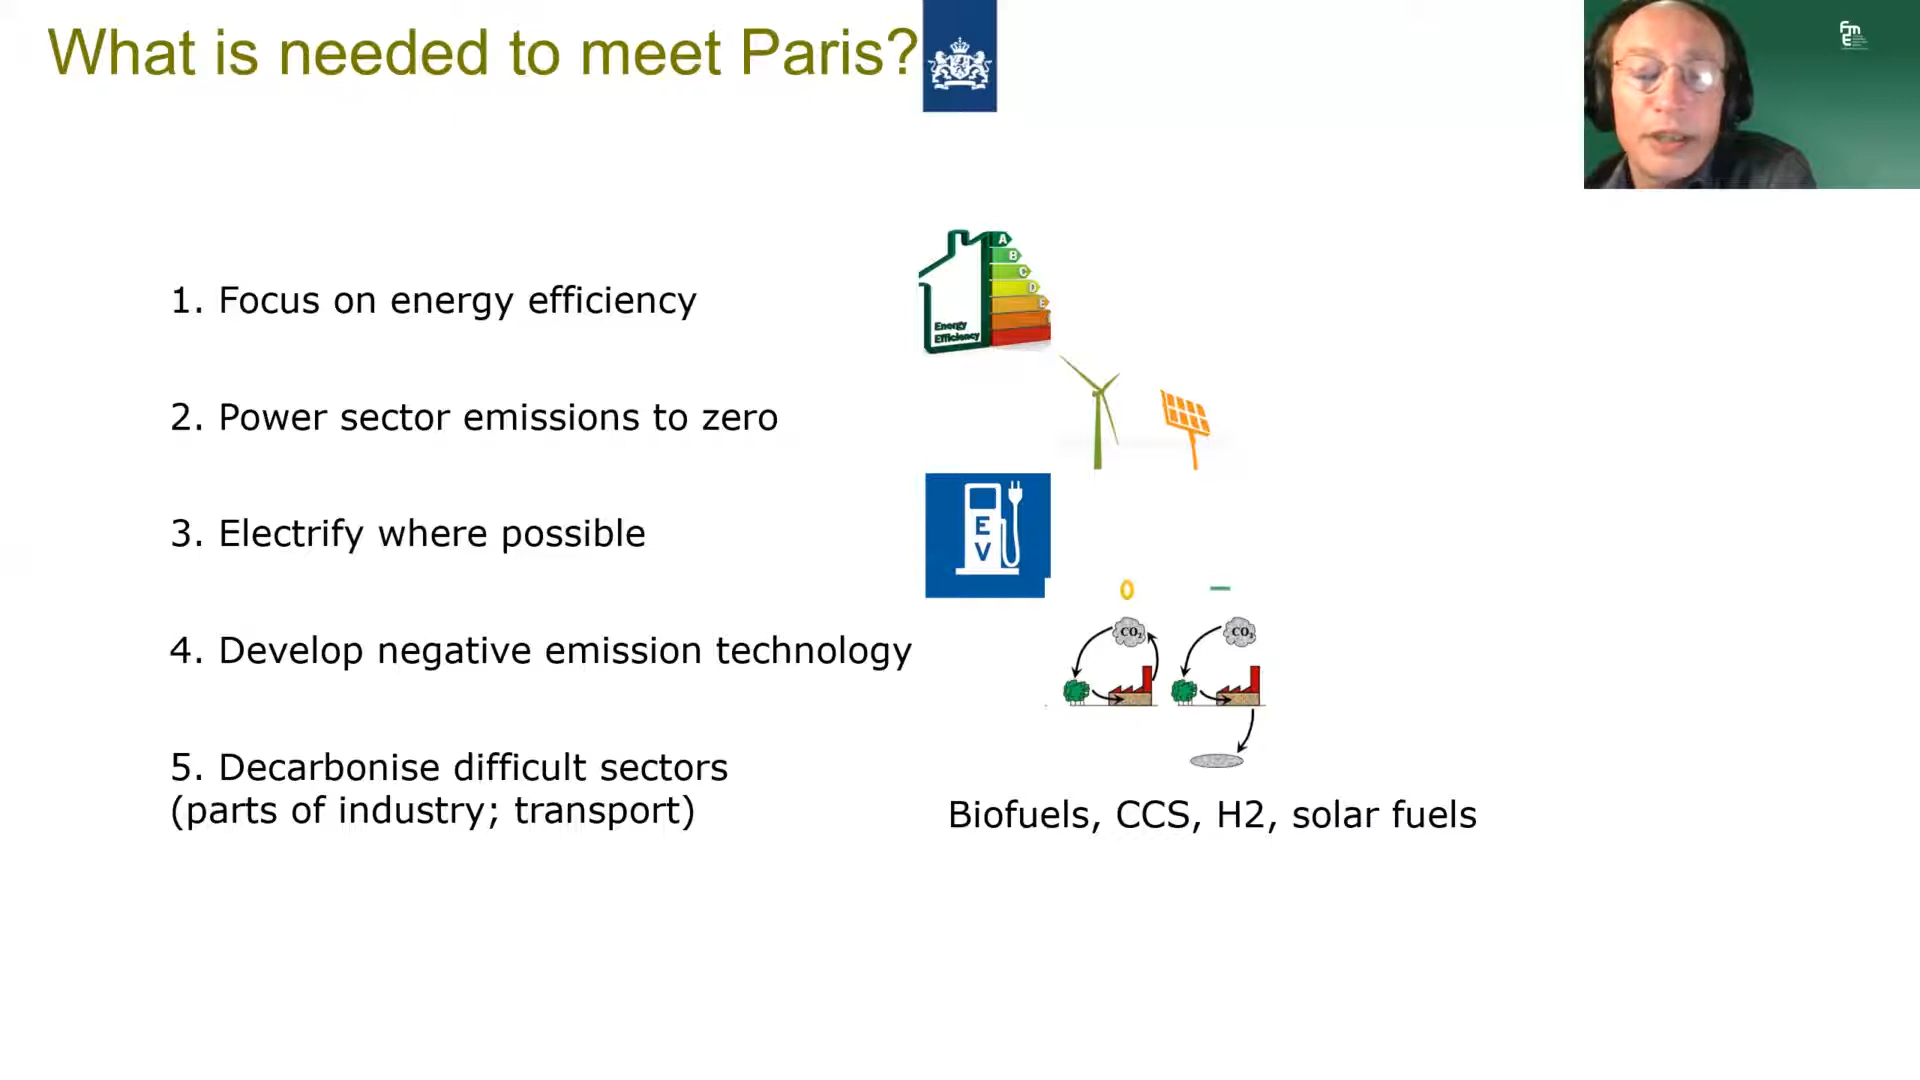 What is needed to meet Paris?
FME
1. Focus on energy efficiency
A
B
C
D
E
Energy
Efficiency
2. Power sector emissions to zero
3. Electrify where possible
E
V
0 –
CO2 CO2
4. Develop negative emission technology
5. Decarbonise difficult sectors
(parts of industry; transport)
Biofuels, CCS, H2, solar fuels